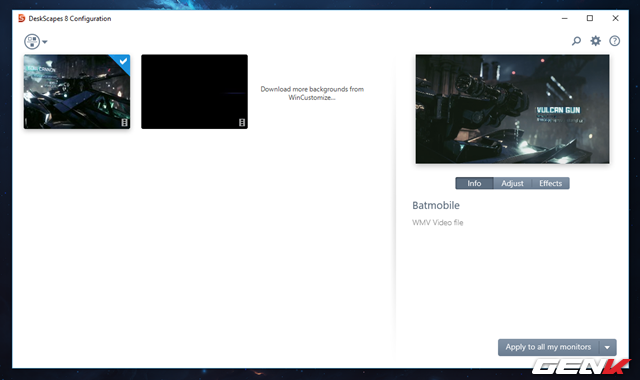 DeskScapes 8 Configuration
Download more backgrounds from
WinCustomize...
VULCAN GUN
Info
Adjust
Effects
Batmobile
WMV Video file
Apply to all my monitors
GENK